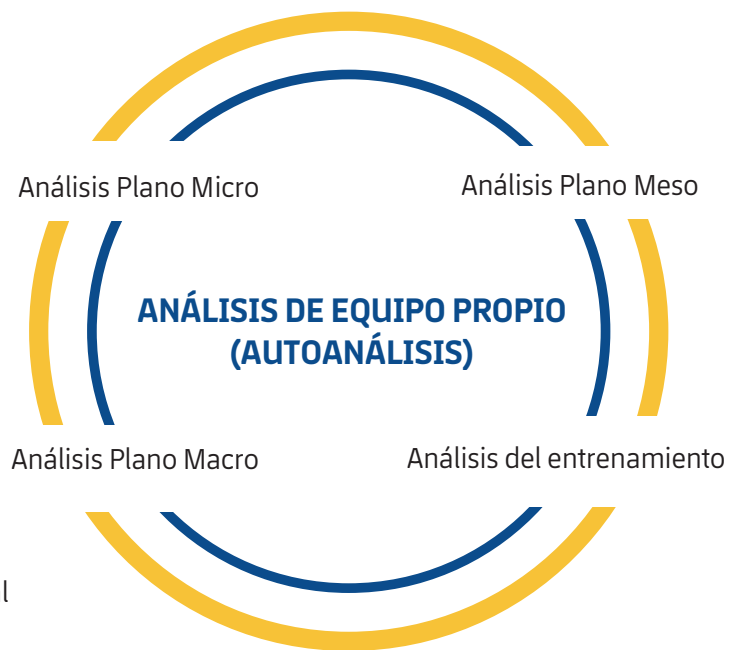 Análisis Plano Micro
Análisis Plano Meso
ANÁLISIS DE EQUIPO PROPIO
(AUTOANÁLISIS)
Análisis Plano Macro
Análisis del entrenamiento